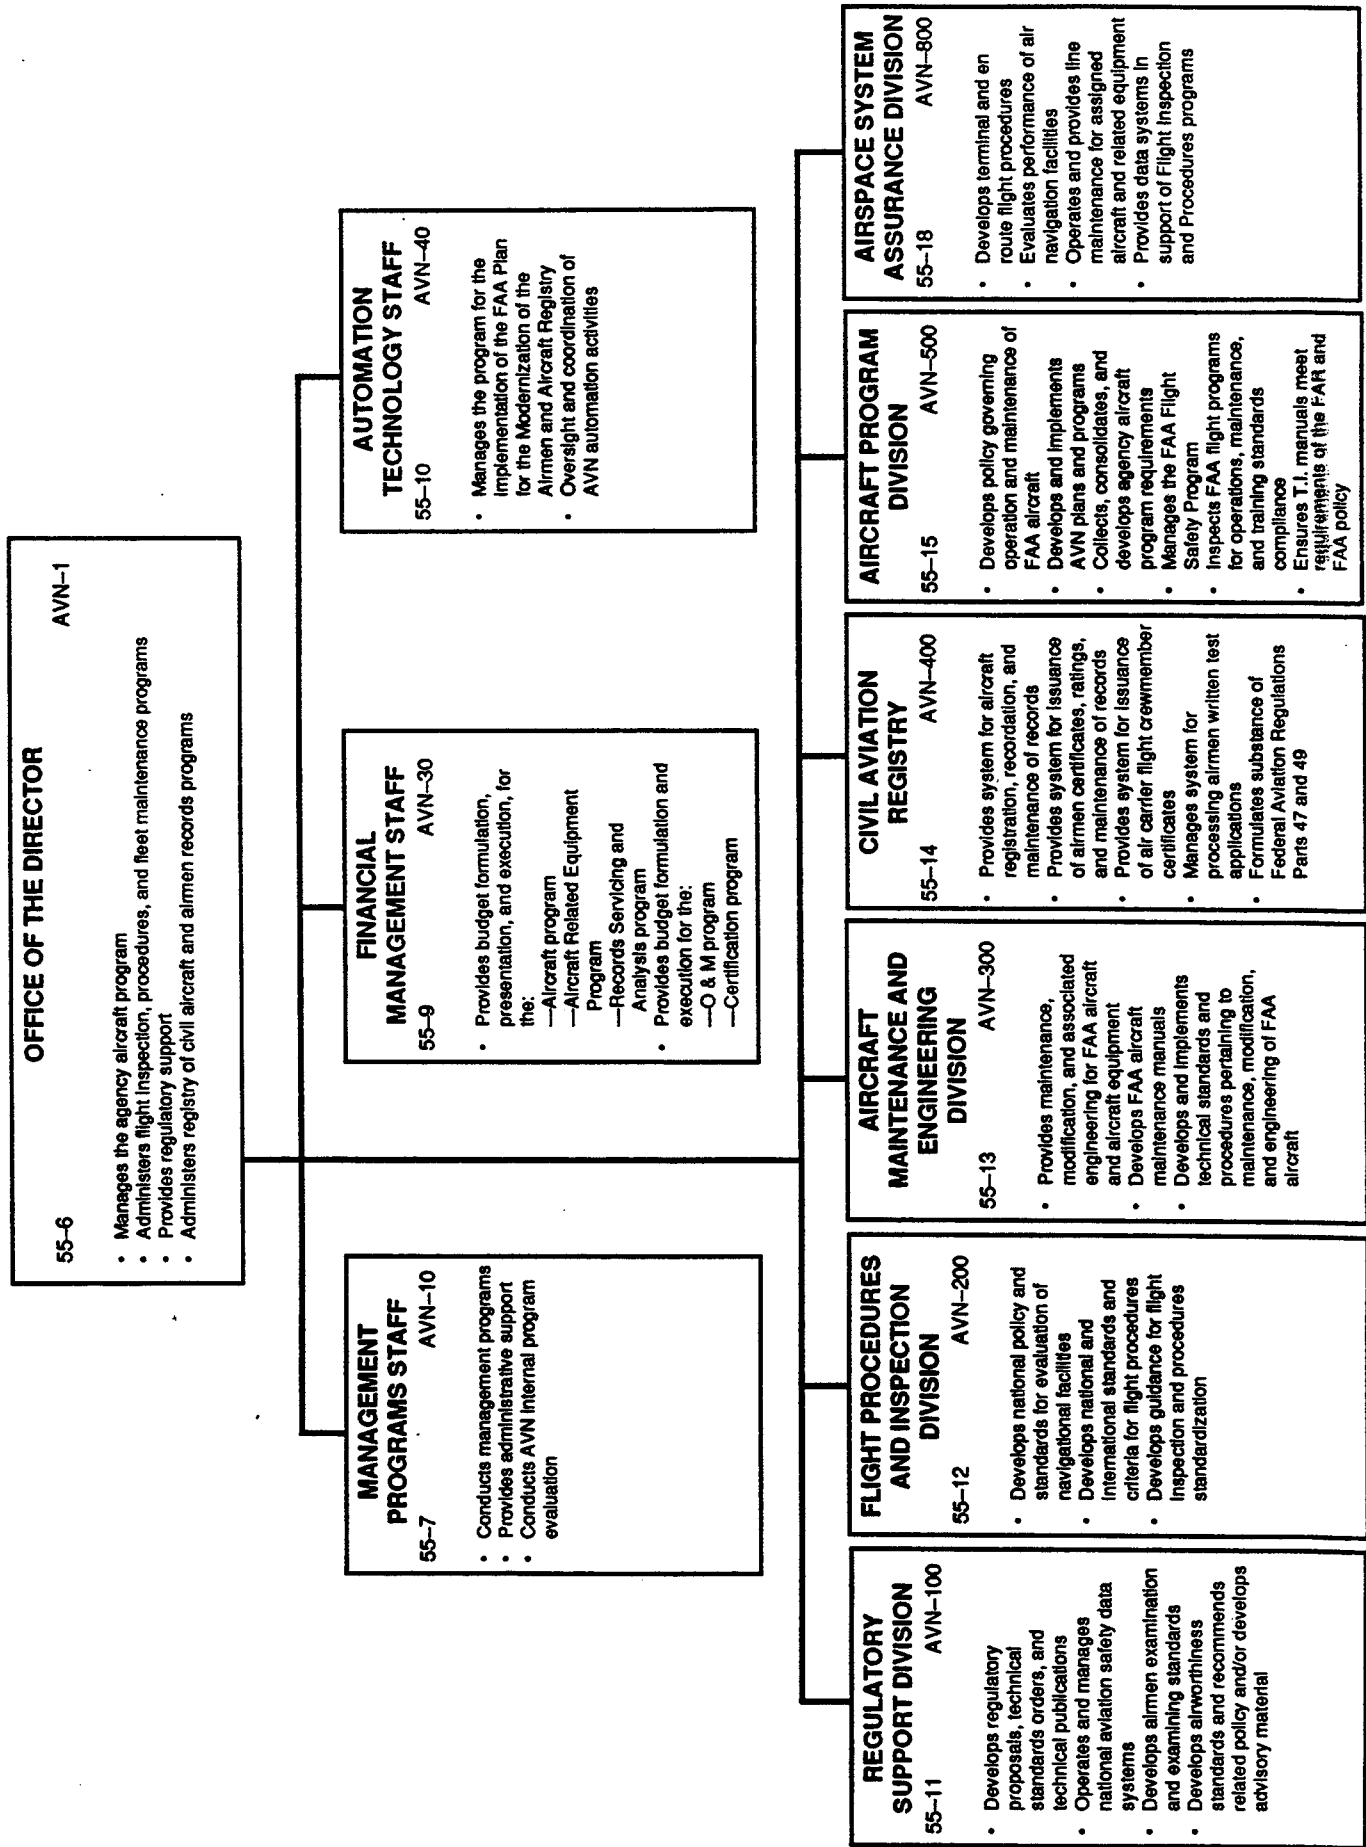 OFFICE OF THE DIRECTOR
55–6 AVN–1
• Manages the agency aircraft program
• Administers flight inspection, procedures, and fleet maintenance programs
• Provides regulatory support
• Administers registry of civil aircraft and airmen records programs
MANAGEMENT
PROGRAMS STAFF
55–7 AVN–10
• Conducts management programs
• Provides administrative support
• Conducts AVN internal program
evaluation
FINANCIAL
MANAGEMENT STAFF
55–9 AVN–30
• Provides budget formulation,
presentation, and execution, for
the:
—Aircraft program
—Aircraft Related Equipment
Program
—Records Servicing and
Analysis program
• Provides budget formulation and
execution for the:
—O & M program
—Certification program
AUTOMATION
TECHNOLOGY STAFF
55–10 AVN–40
• Manages the program for the
implementation of the FAA Plan
for the Modernization of the
Airmen and Aircraft Registry
• Oversight and coordination of
AVN automation activities
REGULATORY
SUPPORT DIVISION
55–11 AVN–100
• Develops regulatory
proposals, technical
standards orders, and
technical publications
• Operates and manages
national aviation safety data
systems
• Develops airmen examination
and examining standards
• Develops airworthiness
standards and recommends
related policy and/or develops
advisory material
FLIGHT PROCEDURES
AND INSPECTION
DIVISION
55–12 AVN–200
• Develops national policy and
standards for evaluation of
navigational facilities
• Develops national and
international standards and
criteria for flight procedures
• Develops guidance for flight
inspection and procedures
standardization
AIRCRAFT
MAINTENANCE AND
ENGINEERING
DIVISION
55–13 AVN–300
• Provides maintenance,
modification, and associated
engineering for FAA aircraft
and aircraft equipment
• Develops FAA aircraft
maintenance manuals
• Develops and implements
technical standards and
procedures pertaining to
maintenance, modification,
and engineering of FAA
aircraft
CIVIL AVIATION
REGISTRY
55–14 AVN–400
• Provides system for aircraft
registration, recordation, and
maintenance of records
• Provides system for issuance
of airmen certificates, ratings,
and maintenance of records
• Provides system for issuance
of air carrier flight crewmember
certificates
• Manages system for
processing airmen written test
applications
• Formulates substance of
Federal Aviation Regulations
Parts 47 and 49
AIRCRAFT PROGRAM
DIVISION
55–15 AVN–500
• Develops policy governing
operation and maintenance of
FAA aircraft
• Develops and implements
AVN plans and programs
• Collects, consolidates, and
develops agency aircraft
program requirements
• Manages the FAA Flight
Safety Program
• Inspects FAA flight programs
for operations, maintenance,
and training standards
compliance
• Ensures T.I. manuals meet
requirements of the FAR and
FAA policy
AIRSPACE SYSTEM
ASSURANCE DIVISION
55–18 AVN–800
• Develops terminal and en
route flight procedures
• Evaluates performance of air
navigation facilities
• Operates and provides line
maintenance for assigned
aircraft and related equipment
• Provides data systems in
support of Flight Inspection
and Procedures programs